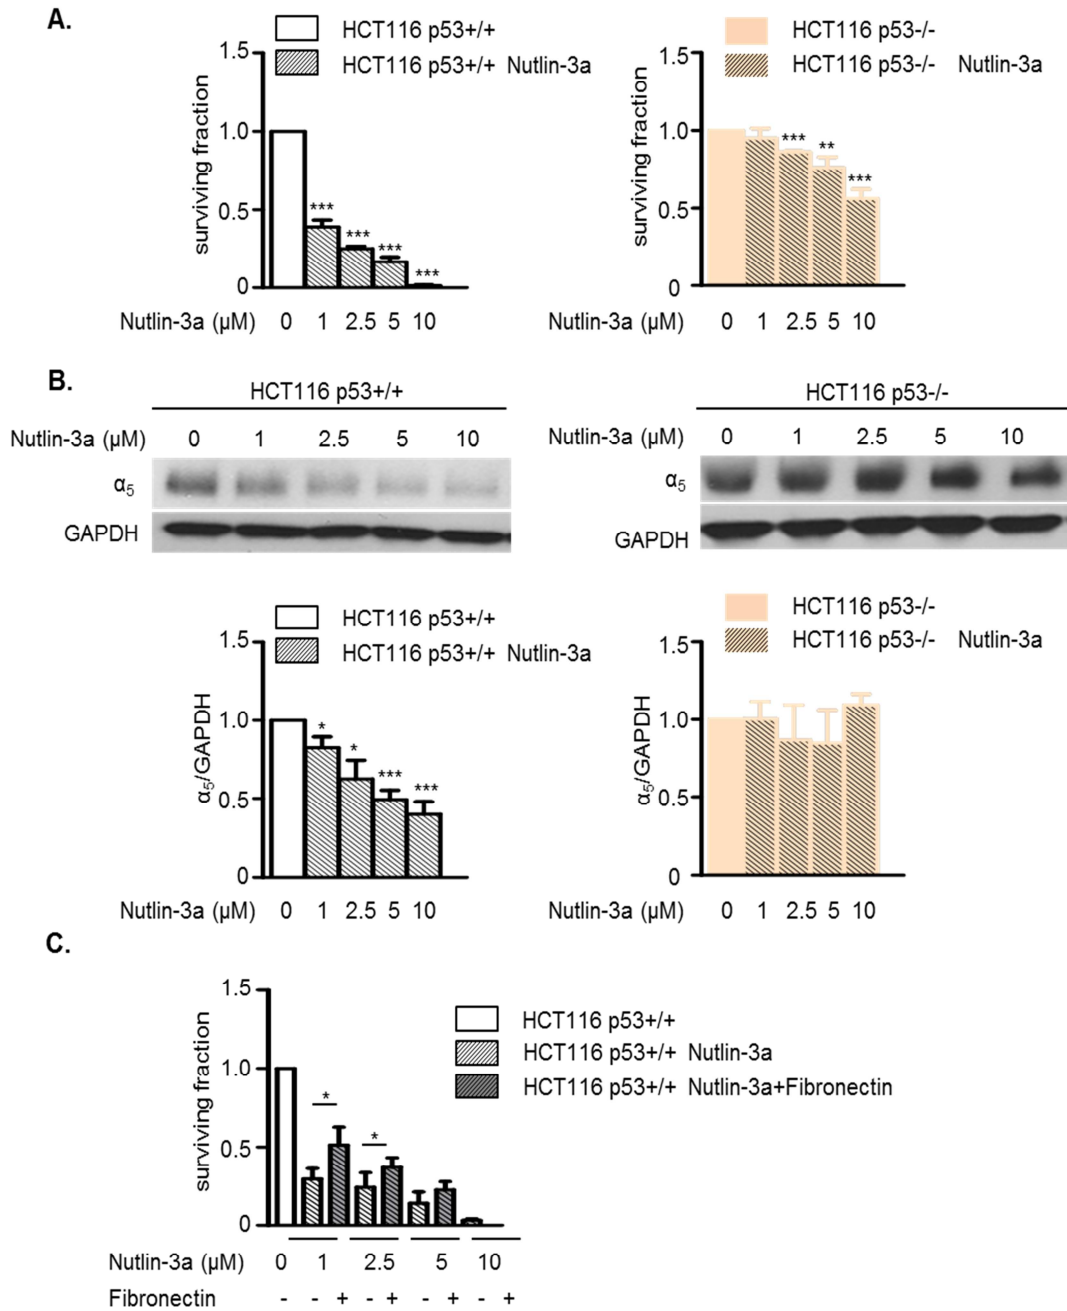 A.
HCT116 p53+/+
HCT116 p53+/+ Nutlin-3a
1.5
1.0
0.5
0
surviving fraction
***
***
***
***
Nutlin-3a (µM) 0 1 2.5 5 10
HCT116 p53-/-
HCT116 p53-/- Nutlin-3a
1.5
1.0
0.5
0
surviving fraction
***
**
***
Nutlin-3a (µM) 0 1 2.5 5 10
B.
HCT116 p53+/+
Nutlin-3a (µM) 0 1 2.5 5 10
α5
GAPDH
HCT116 p53-/-
Nutlin-3a (µM) 0 1 2.5 5 10
α5
GAPDH
HCT116 p53+/+
HCT116 p53+/+ Nutlin-3a
1.5
1.0
0.5
0
α5/GAPDH
*
*
***
***
Nutlin-3a (µM) 0 1 2.5 5 10
HCT116 p53-/-
HCT116 p53-/- Nutlin-3a
1.5
1.0
0.5
0
α5/GAPDH
Nutlin-3a (µM) 0 1 2.5 5 10
C.
1.5
1.0
0.5
0
surviving fraction
HCT116 p53+/+
HCT116 p53+/+ Nutlin-3a
HCT116 p53+/+ Nutlin-3a+Fibronectin
*
*
Nutlin-3a (µM) 0 1 2.5 5 10
Fibronectin - - + - + - + - +